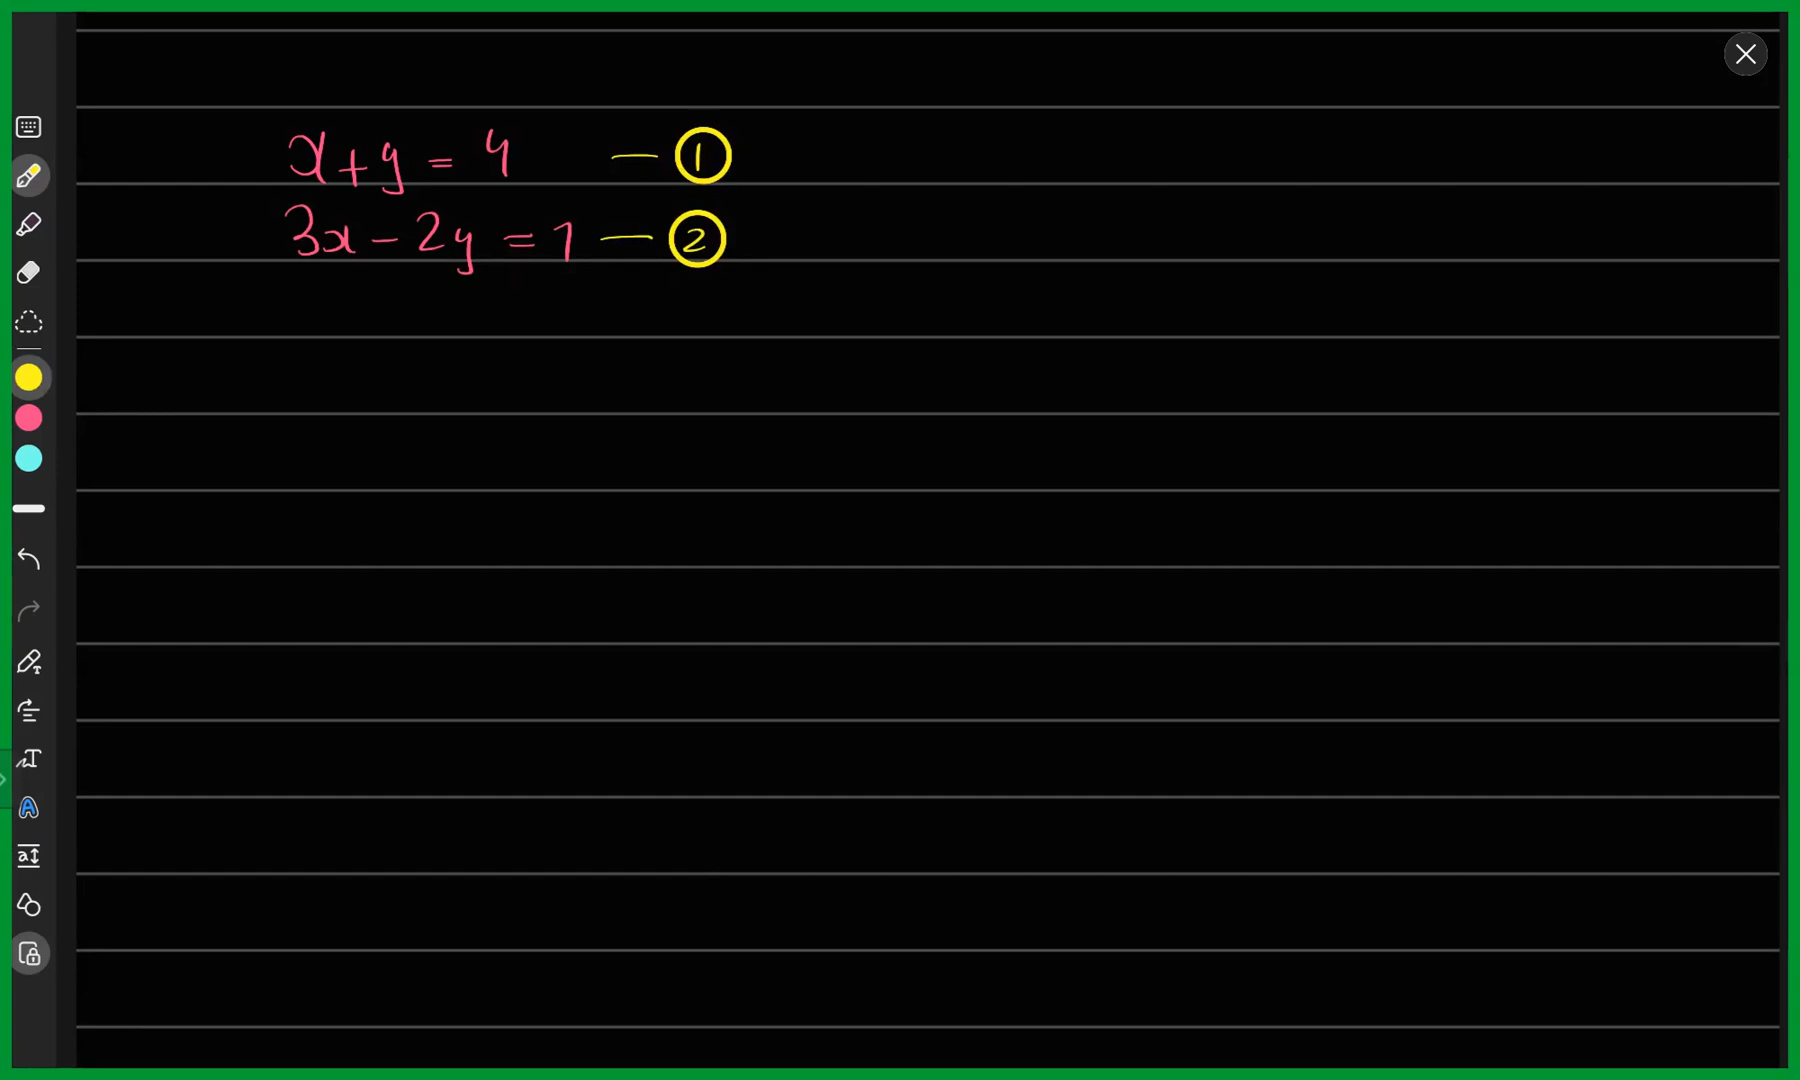 x + y = 4 — ①
3x - 2y = 1 — ②